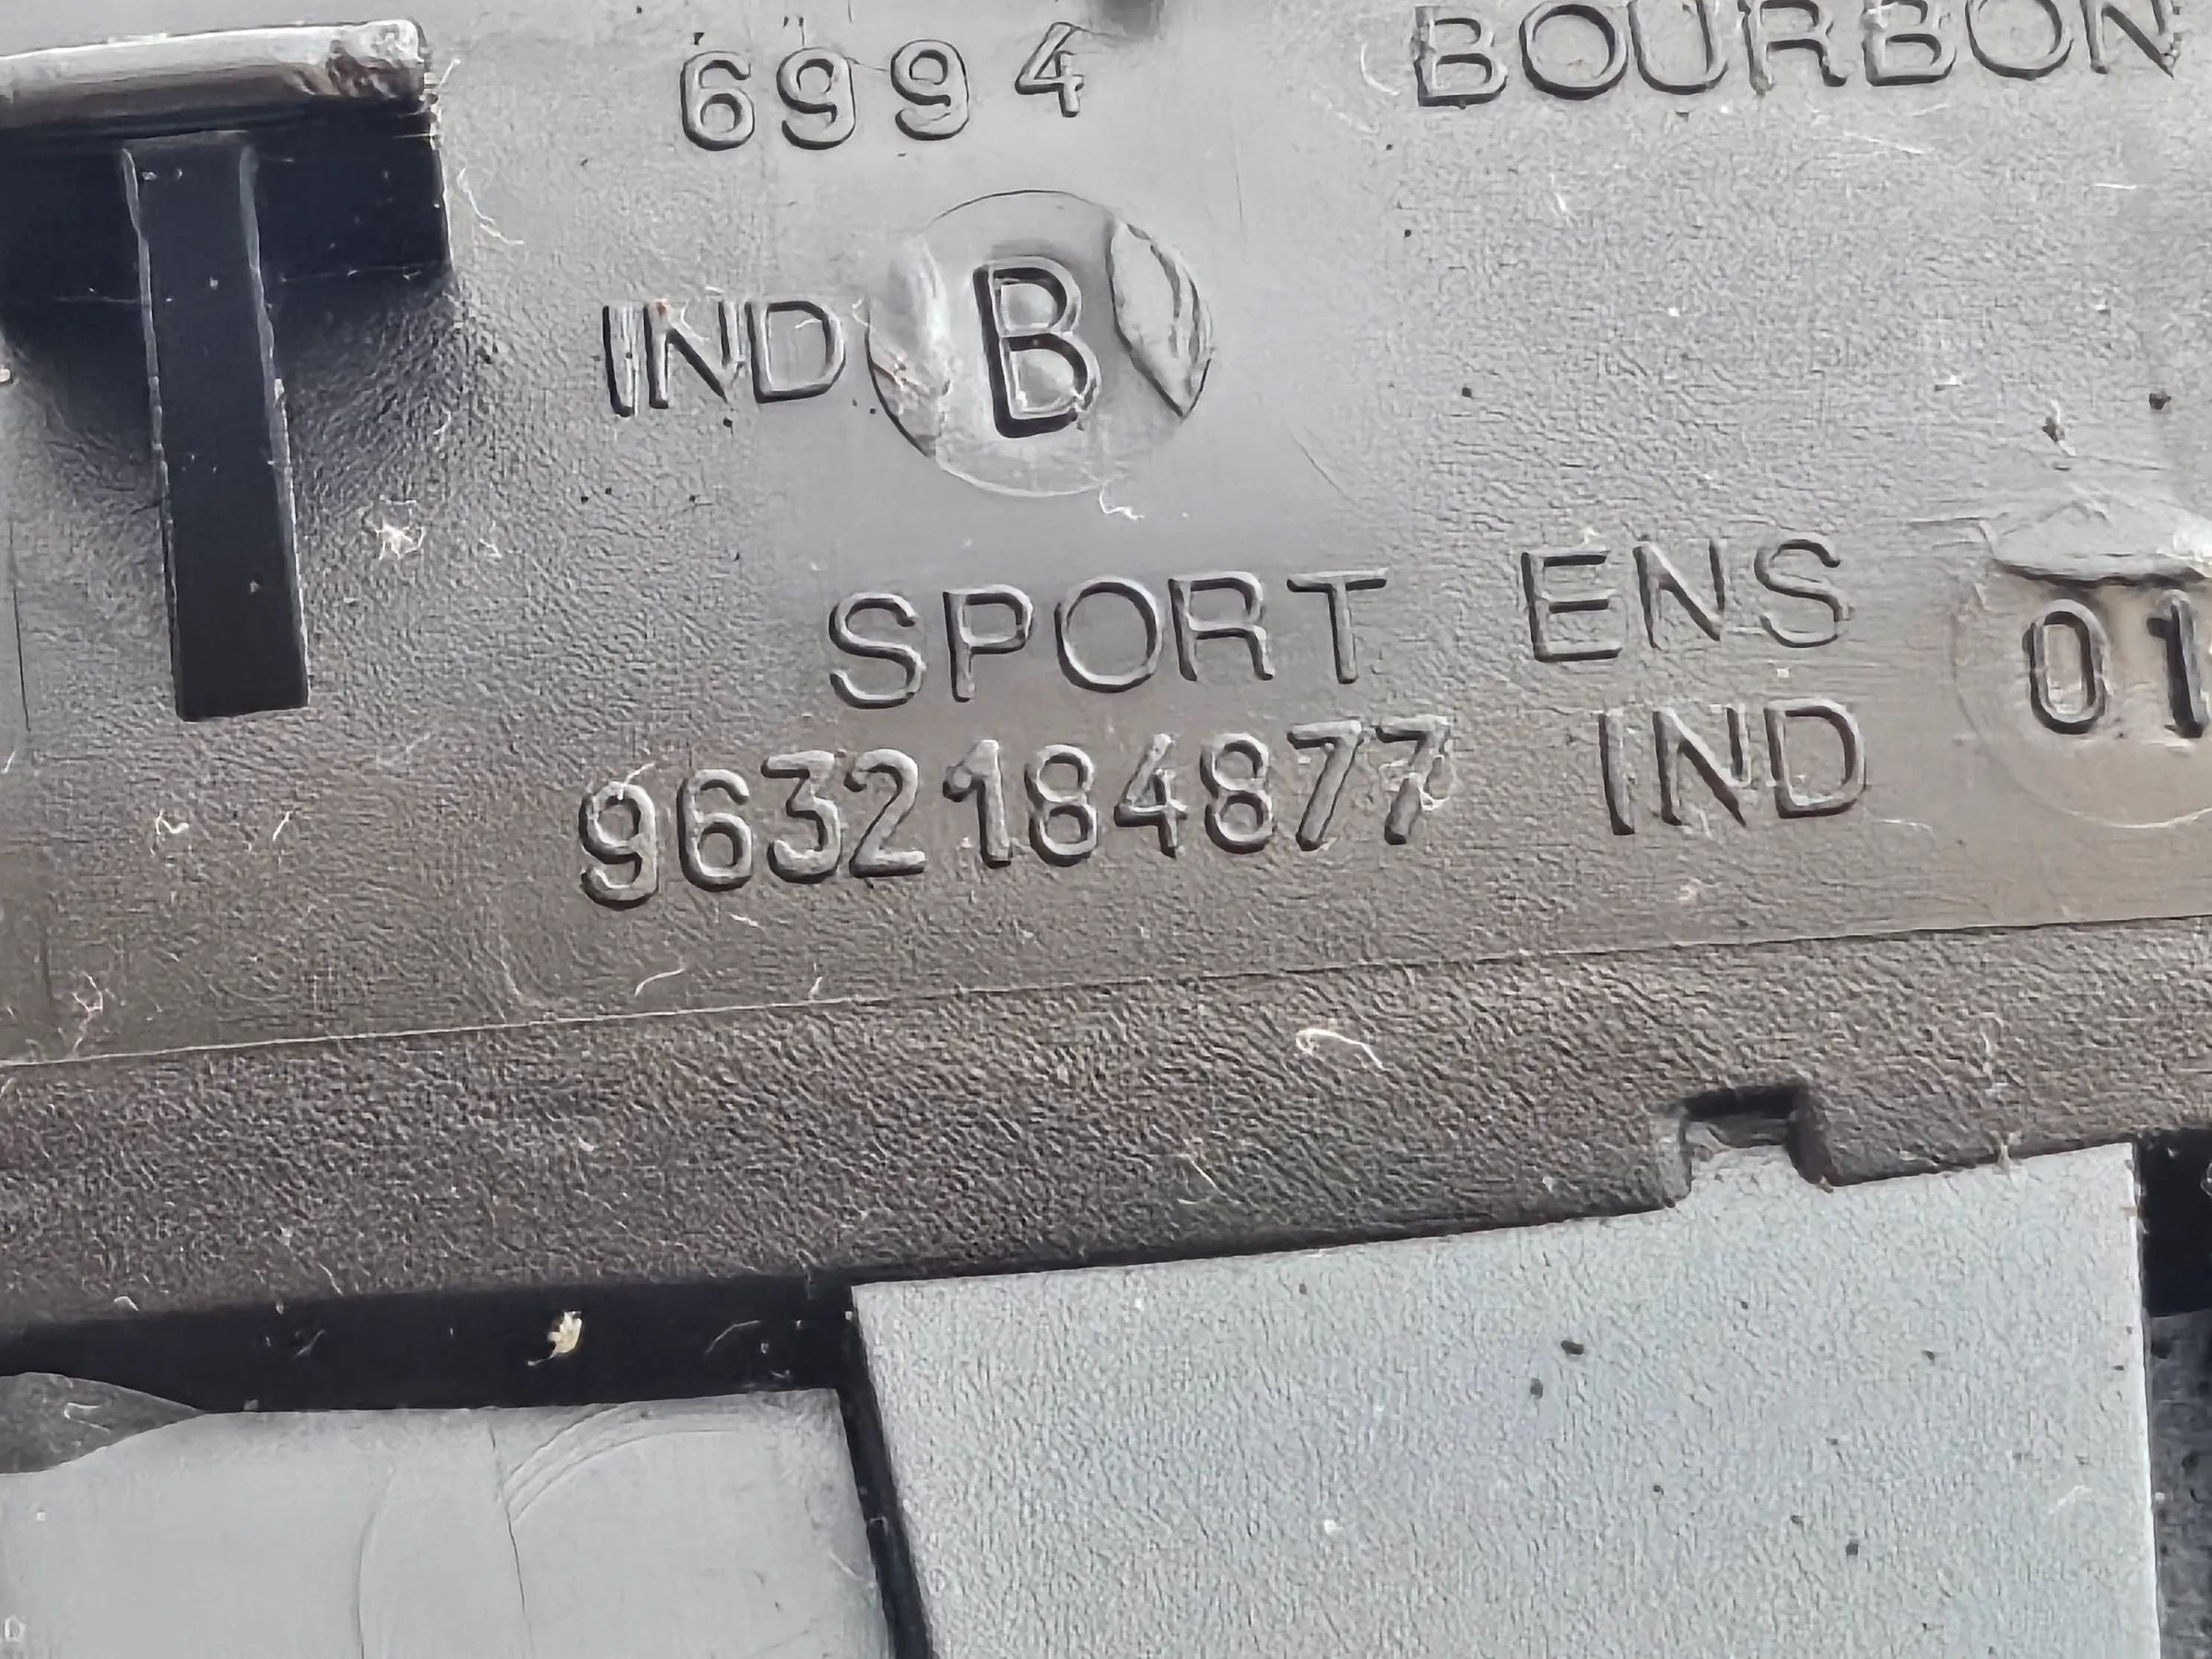 6994 BOURBON
IND B
SPORT ENS 01
9632184877 IND